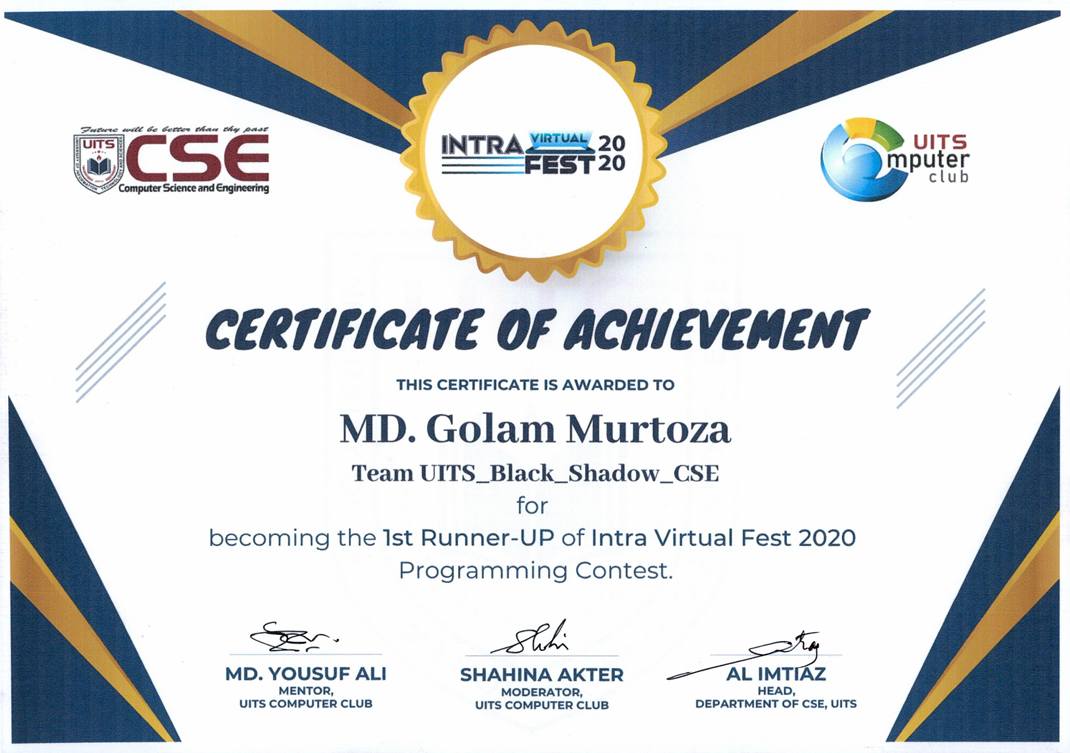 Future will be better than thy past
UITS
CSE
Computer Science and Engineering
INTRA VIRTUAL FEST 2020
UITS
mputer
club
CERTIFICATE OF ACHIEVEMENT
THIS CERTIFICATE IS AWARDED TO
MD. Golam Murtoza
Team UITS_Black_Shadow_CSE
for
becoming the 1st Runner-UP of Intra Virtual Fest 2020
Programming Contest.
MD. YOUSUF ALI
MENTOR,
UITS COMPUTER CLUB
SHAHINA AKTER
MODERATOR,
UITS COMPUTER CLUB
AL IMTIAZ
HEAD,
DEPARTMENT OF CSE, UITS